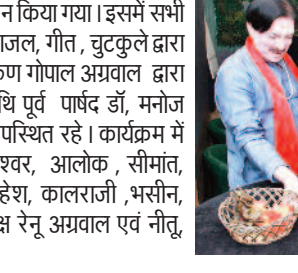 न किया गया। इसमें सभी
ाजल, गीत , चुटकुले द्वारा
रुण गोपाल अग्रवाल द्वारा
थि पूर्व पार्षद डॉ, मनोज
पस्थित रहे। कार्यक्रम में
श्वर, आलोक , सीमांत,
हेश, कालराजी ,भसीन,
क्ष रेनू अग्रवाल एवं नीतू,